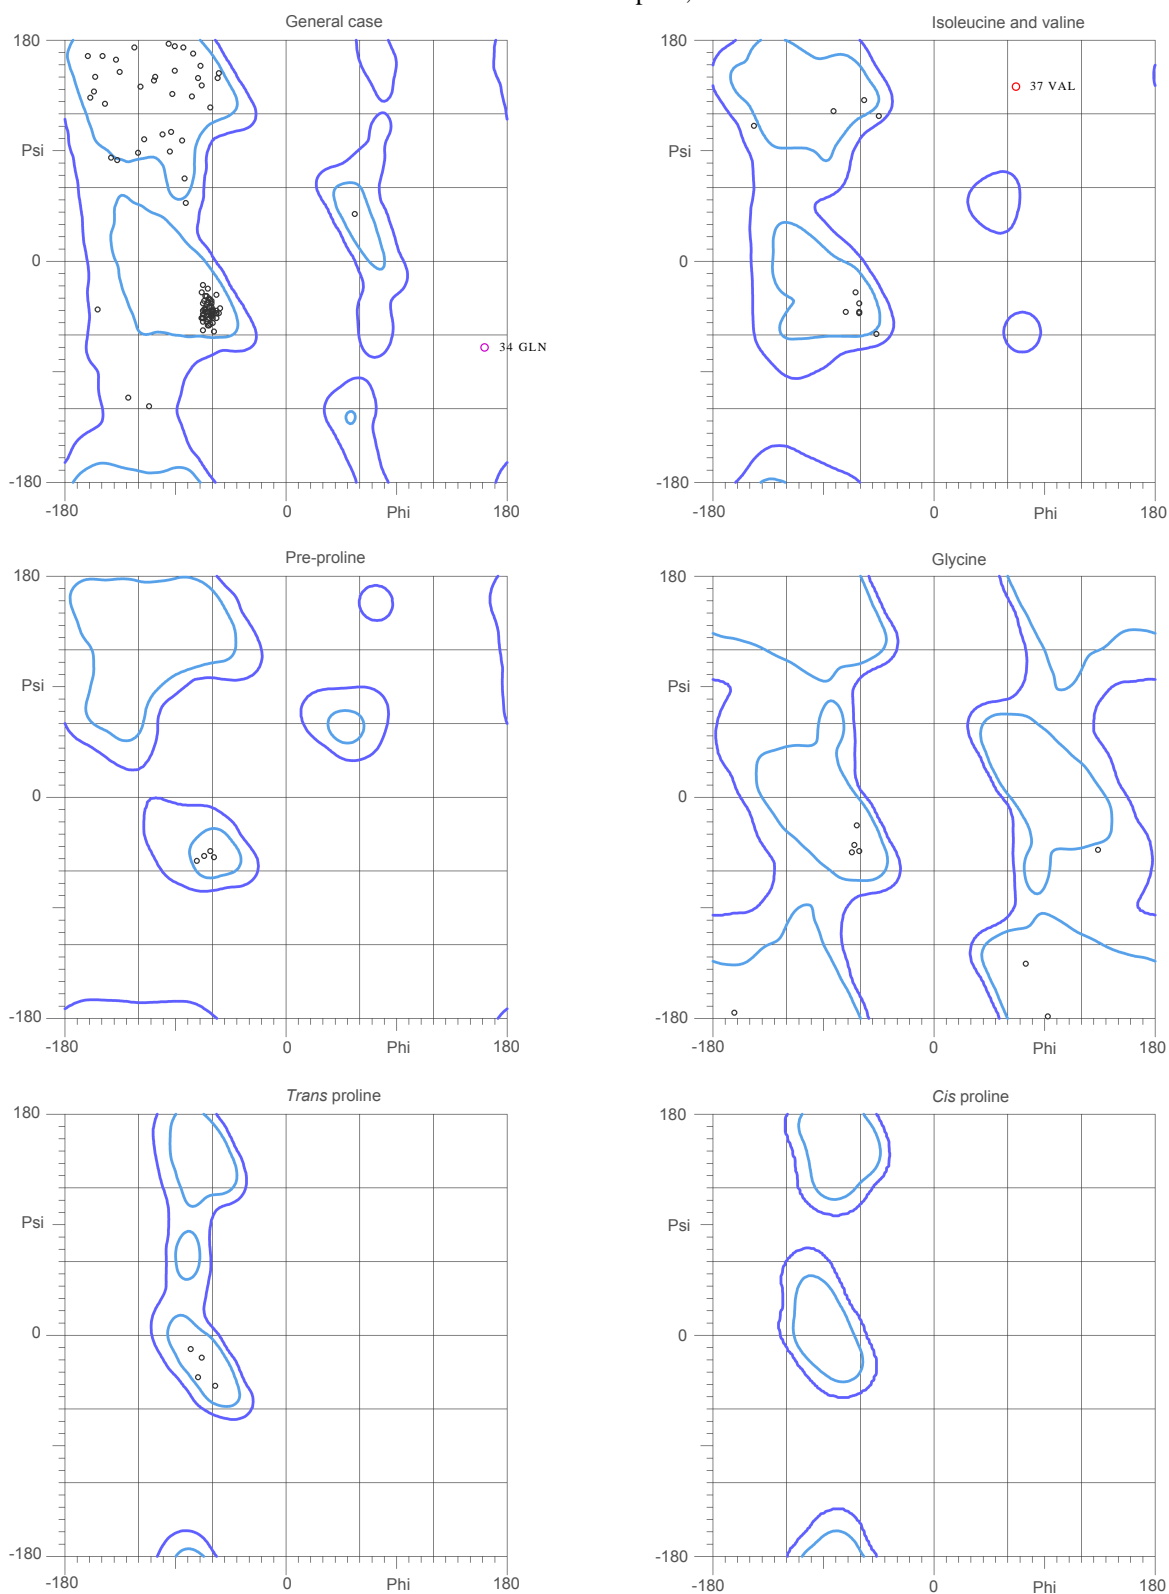 General case
Isoleucine and valine
180
Psi
0
-180
-180
0
Phi
180
34 GLN
180
Psi
0
-180
-180
0
Phi
180
37 VAL
Pre-proline
Glycine
180
Psi
0
-180
-180
0
Phi
180
180
Psi
0
-180
-180
0
Phi
180
Trans proline
Cis proline
180
Psi
0
-180
-180
0
Phi
180
180
Psi
0
-180
-180
0
Phi
180